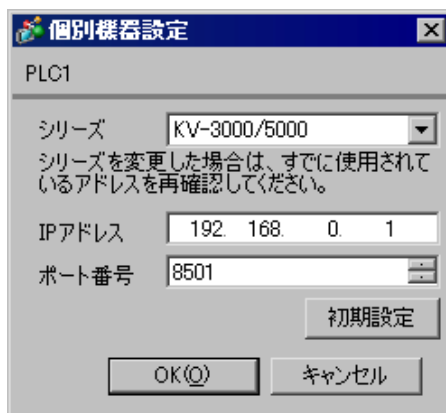 個別機器設定
PLC1
シリーズ KV-3000/5000
シリーズを変更した場合は、すでに使用されて
いるアドレスを再確認してください。
IPアドレス 192. 168. 0. 1
ポート番号 8501
初期設定
OK(O) キャンセル